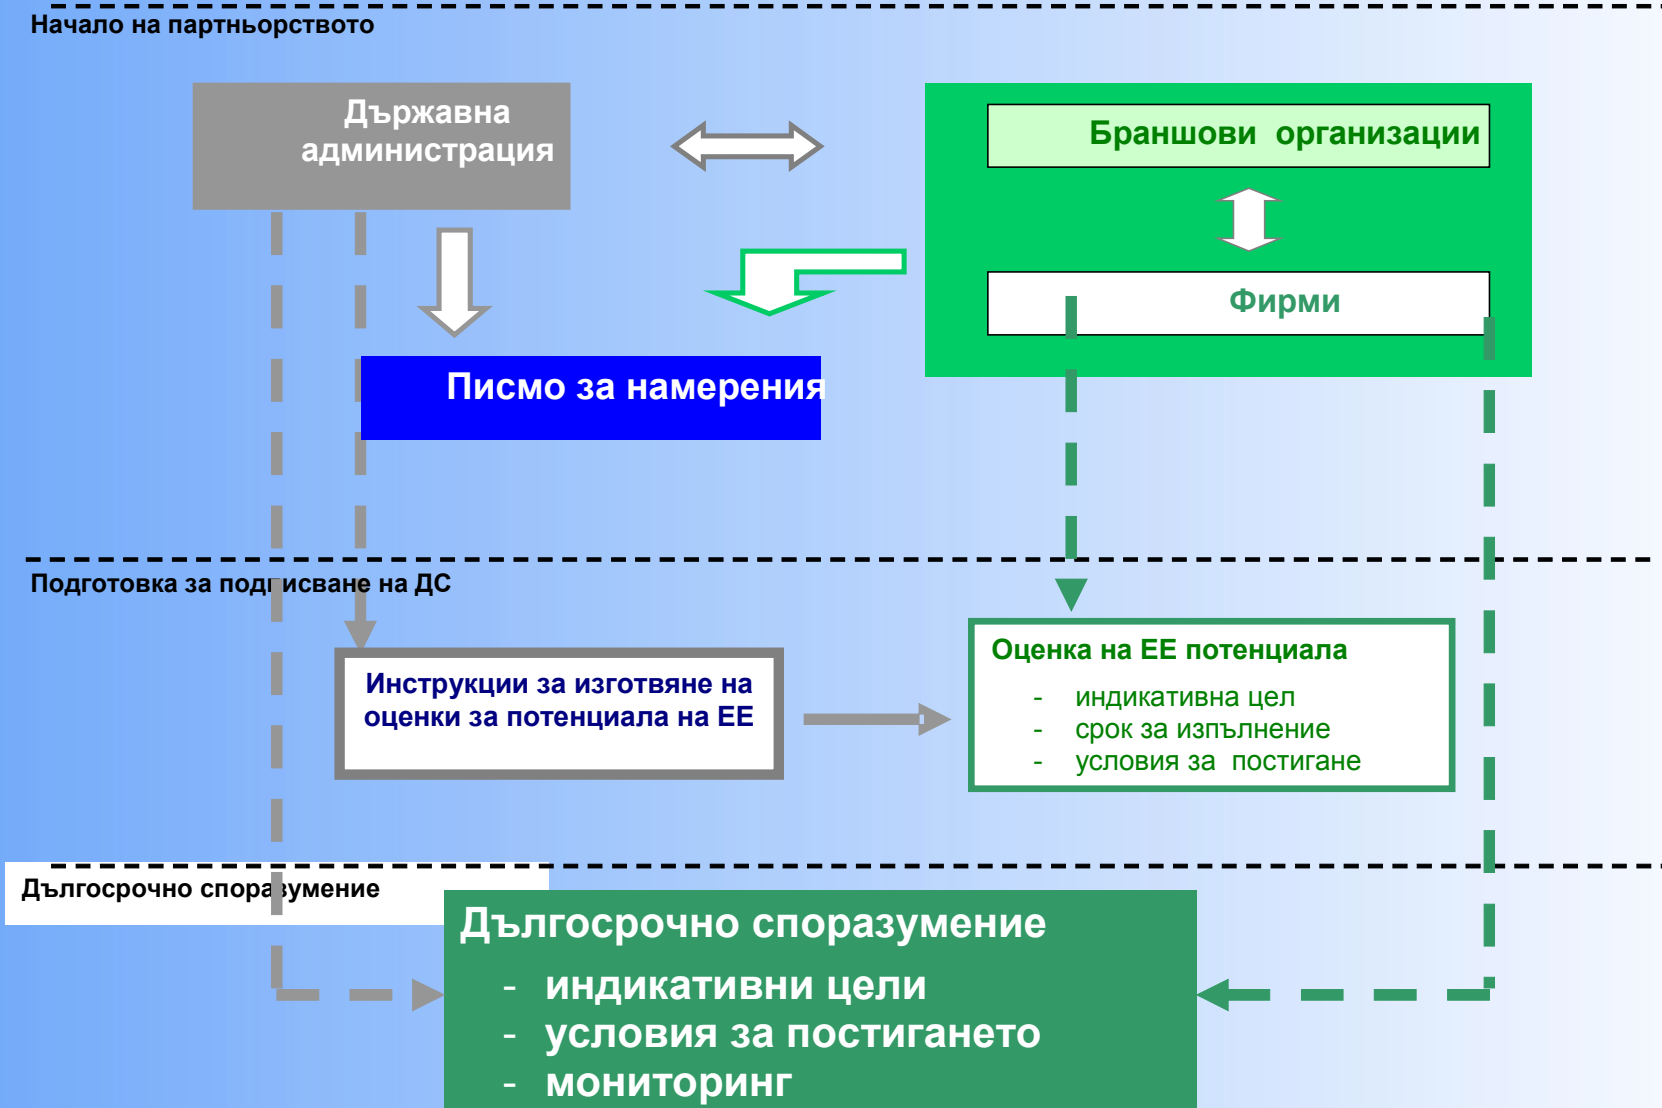 Начало на партньорството
Държавна
администрация
Браншови организации
Фирми
Писмо за намерения
Подготовка за подписване на ДС
Инструкции за изготвяне на
оценки за потенциала на ЕЕ
Оценка на ЕЕ потенциала
- индикативна цел
- срок за изпълнение
- условия за постигане
Дългосрочно споразумение
Дългосрочно споразумение
- индикативни цели
- условия за постигането
- мониторинг